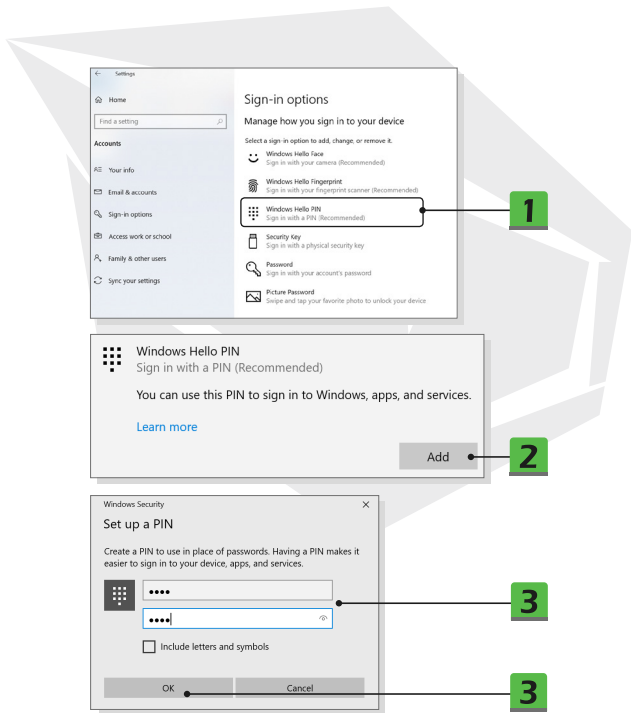 ← Settings
Home
Find a setting
Accounts
Your info
Email & accounts
Sign-in options
Access work or school
Family & other users
Sync your settings
Sign-in options
Manage how you sign in to your device
Select a sign-in option to add, change, or remove it.
Windows Hello Face
Sign in with your camera (Recommended)
Windows Hello Fingerprint
Sign in with your fingerprint scanner (Recommended)
Windows Hello PIN
Sign in with a PIN (Recommended)
1
Security Key
Sign in with a physical security key
Password
Sign in with your account's password
Picture Password
Swipe and tap your favorite photo to unlock your device
Windows Hello PIN
Sign in with a PIN (Recommended)
You can use this PIN to sign in to Windows, apps, and services.
Learn more
Add
2
Windows Security ×
Set up a PIN
Create a PIN to use in place of passwords. Having a PIN makes it
easier to sign in to your device, apps, and services.
••••
3
••••
Include letters and symbols
OK Cancel
3